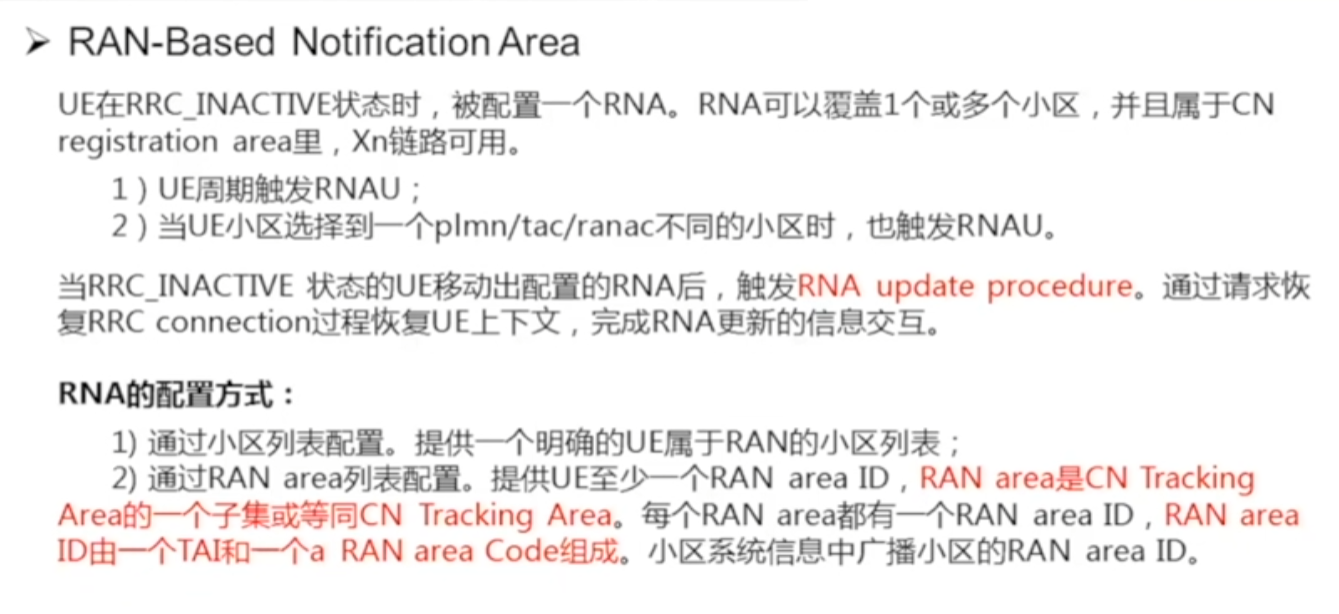 ➢ RAN-Based Notification Area
UE在RRC_INACTIVE状态时，被配置一个RNA。RNA可以覆盖1个或多个小区，并且属于CN
registration area里，Xn链路可用。
1）UE周期触发RNAU；
2）当UE小区选择到一个plmn/tac/ranac不同的小区时，也触发RNAU。
当RRC_INACTIVE 状态的UE移动出配置的RNA后，触发RNA update procedure。通过请求恢
复RRC connection过程恢复UE上下文，完成RNA更新的信息交互。
RNA的配置方式：
1) 通过小区列表配置。提供一个明确的UE属于RAN的小区列表；
2) 通过RAN area列表配置。提供UE至少一个RAN area ID，RAN area是CN Tracking
Area的一个子集或等同CN Tracking Area。每个RAN area都有一个RAN area ID，RAN area
ID由一个TAI和一个a RAN area Code组成。小区系统信息中广播小区的RAN area ID。